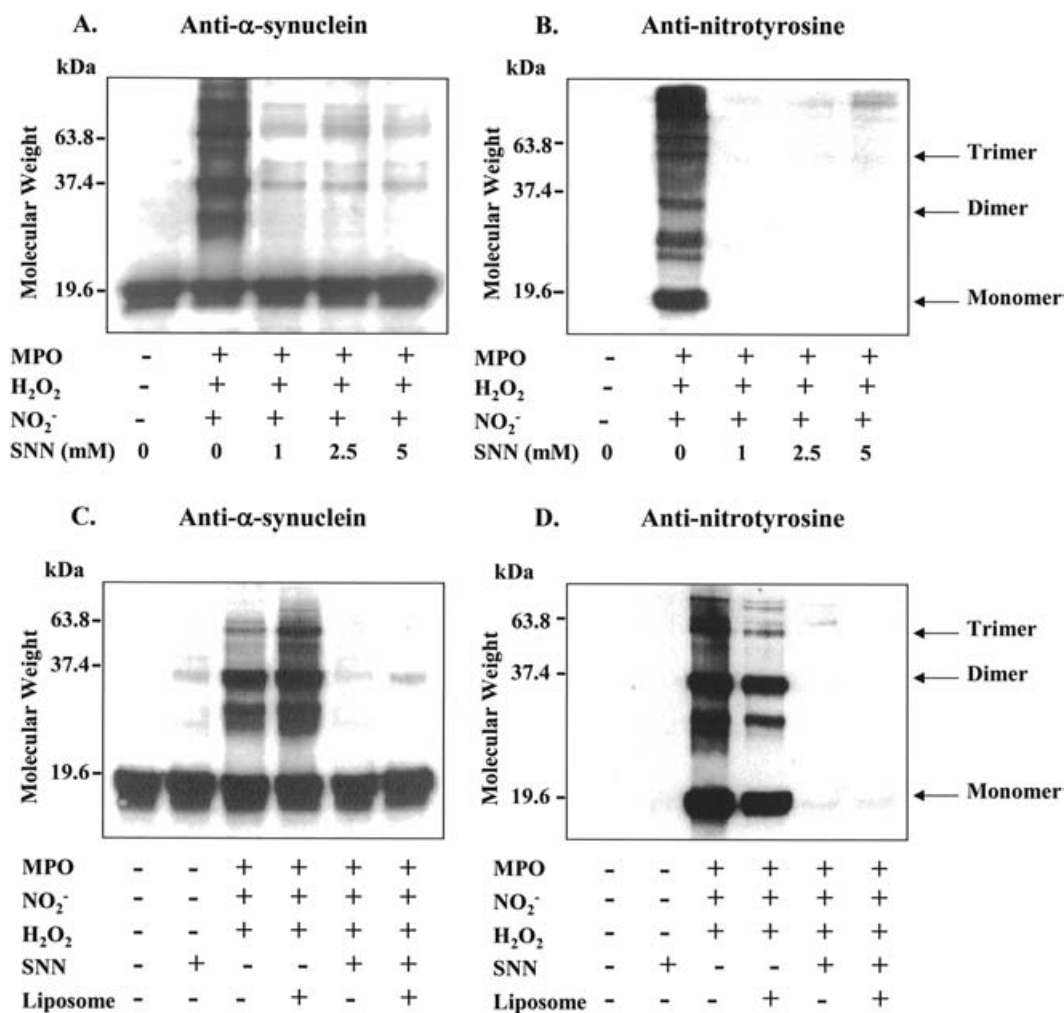 A. Anti-α-synuclein
kDa
Molecular Weight
63.8
37.4
19.6
MPO - + + + +
H₂O₂ - + + + +
NO₂⁻ - + + + +
SNN (mM) 0 0 1 2.5 5
B. Anti-nitrotyrosine
kDa
Molecular Weight
63.8
37.4
19.6
Trimer
Dimer
Monomer
MPO - + + + +
H₂O₂ - + + + +
NO₂⁻ - + + + +
SNN (mM) 0 0 1 2.5 5
C. Anti-α-synuclein
kDa
Molecular Weight
63.8
37.4
19.6
MPO - - + + + +
NO₂⁻ - - + + + +
H₂O₂ - - + + + +
SNN - + - - + +
Liposome - - - + - +
D. Anti-nitrotyrosine
kDa
Molecular Weight
63.8
37.4
19.6
Trimer
Dimer
Monomer
MPO - - + + + +
NO₂⁻ - - + + + +
H₂O₂ - - + + + +
SNN - + - - + +
Liposome - - - + - +